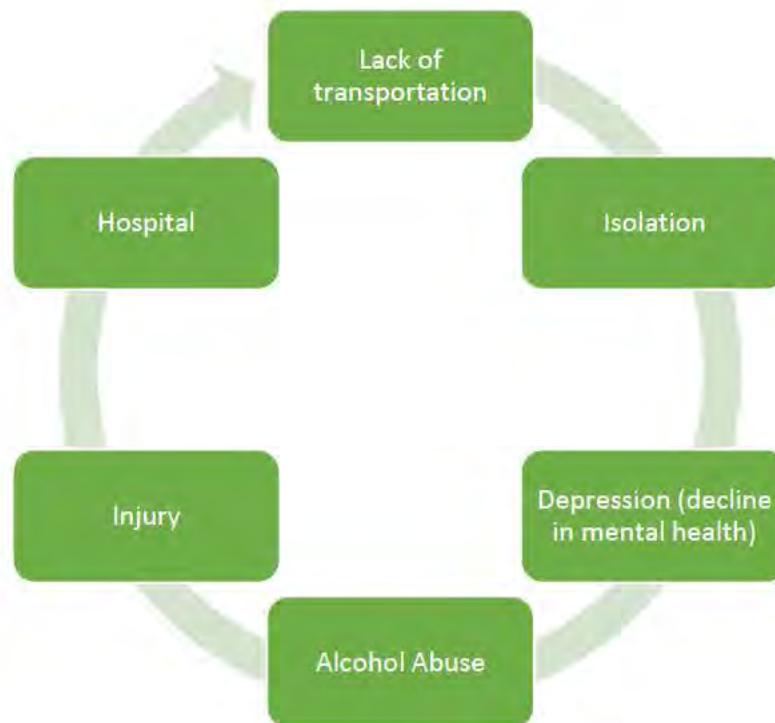 Lack of
transportation
Isolation
Depression (decline
in mental health)
Alcohol Abuse
Injury
Hospital